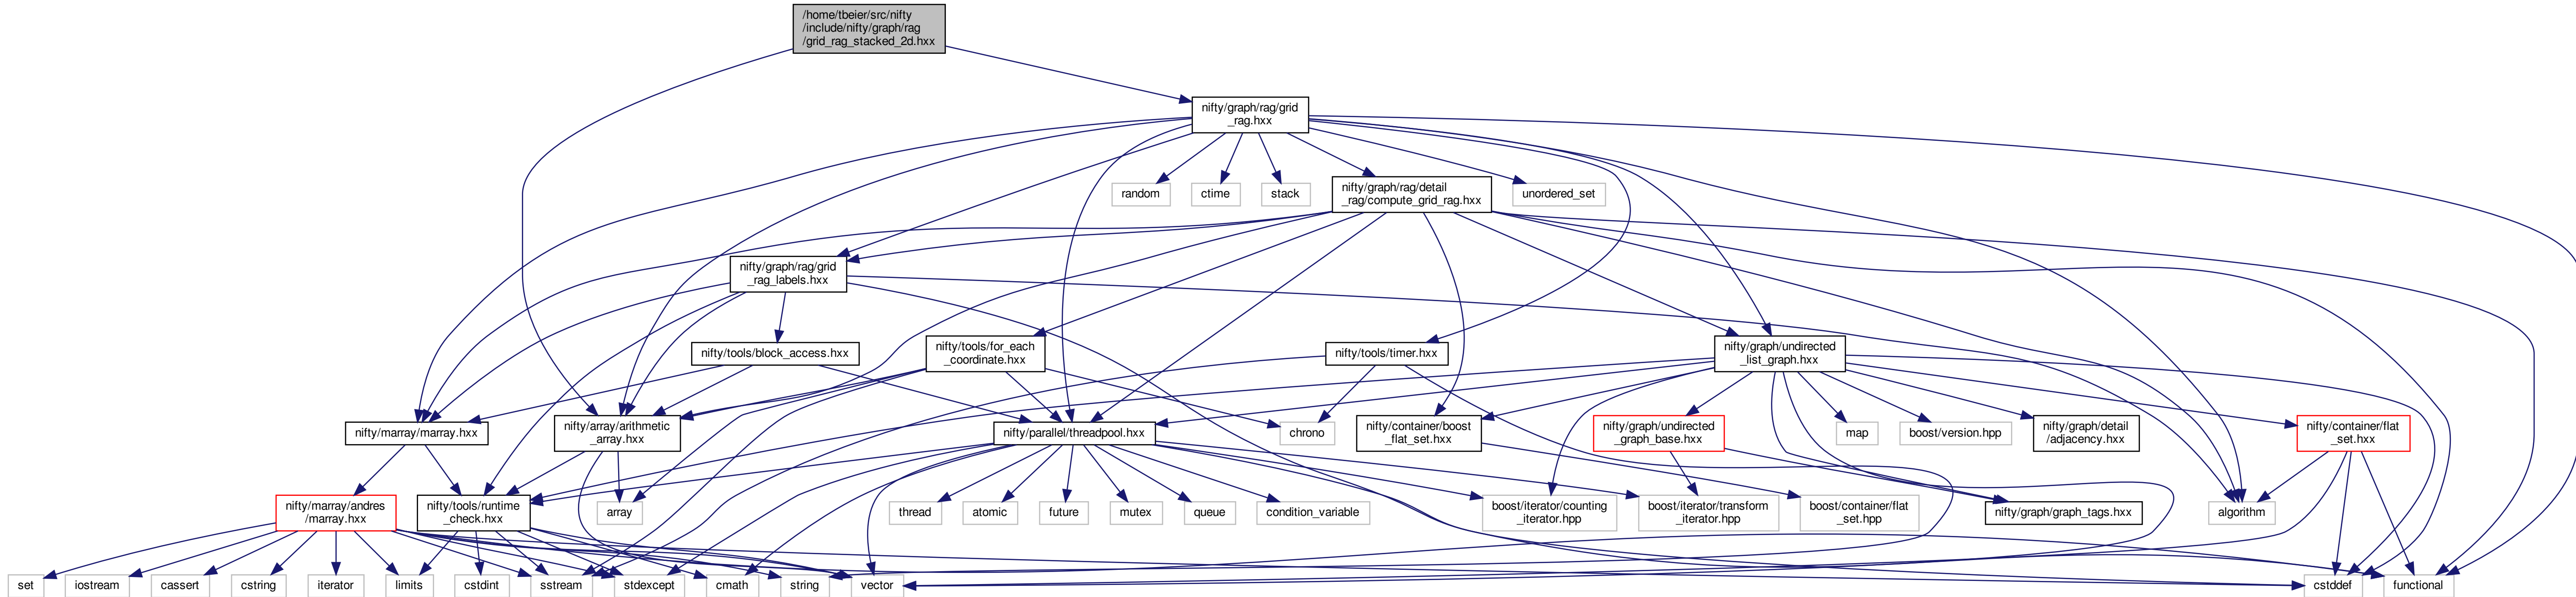 /home/tbeier/src/nifty
/include/nifty/graph/rag
/grid_rag_stacked_2d.hxx
nifty/graph/rag/grid
_rag.hxx
random
ctime
stack
nifty/graph/rag/detail
_rag/compute_grid_rag.hxx
unordered_set
nifty/graph/rag/grid
_rag_labels.hxx
nifty/tools/block_access.hxx
nifty/tools/for_each
_coordinate.hxx
nifty/tools/timer.hxx
nifty/graph/undirected
_list_graph.hxx
nifty/marray/marray.hxx
nifty/array/arithmetic
_array.hxx
nifty/parallel/threadpool.hxx
chrono
nifty/container/boost
_flat_set.hxx
nifty/graph/undirected
_graph_base.hxx
map
boost/version.hpp
nifty/graph/detail
/adjacency.hxx
nifty/container/flat
_set.hxx
nifty/marray/andres
/marray.hxx
nifty/tools/runtime
_check.hxx
array
thread
atomic
future
mutex
queue
condition_variable
boost/iterator/counting
_iterator.hpp
boost/iterator/transform
_iterator.hpp
boost/container/flat
_set.hpp
nifty/graph/graph_tags.hxx
algorithm
set
iostream
cassert
cstring
iterator
limits
cstdint
sstream
stdexcept
cmath
string
vector
cstddef
functional